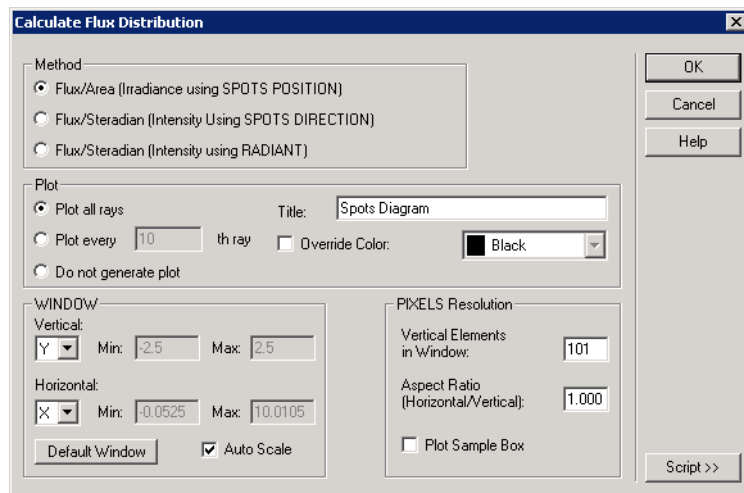 Calculate Flux Distribution
Method
Flux/Area (Irradiance using SPOTS POSITION)
Flux/Steradian (Intensity Using SPOTS DIRECTION)
Flux/Steradian (Intensity using RADIANT)
OK
Cancel
Help
Plot
Plot all rays
Title: Spots Diagram
Plot every 10 th ray
Override Color: Black
Do not generate plot
WINDOW
Vertical:
Y Min: -2.5 Max: 2.5
Horizontal:
X Min: -0.0525 Max: 10.0105
Default Window
Auto Scale
PIXELS Resolution
Vertical Elements
in Window: 101
Aspect Ratio
(Horizontal/Vertical): 1.000
Plot Sample Box
Script >>